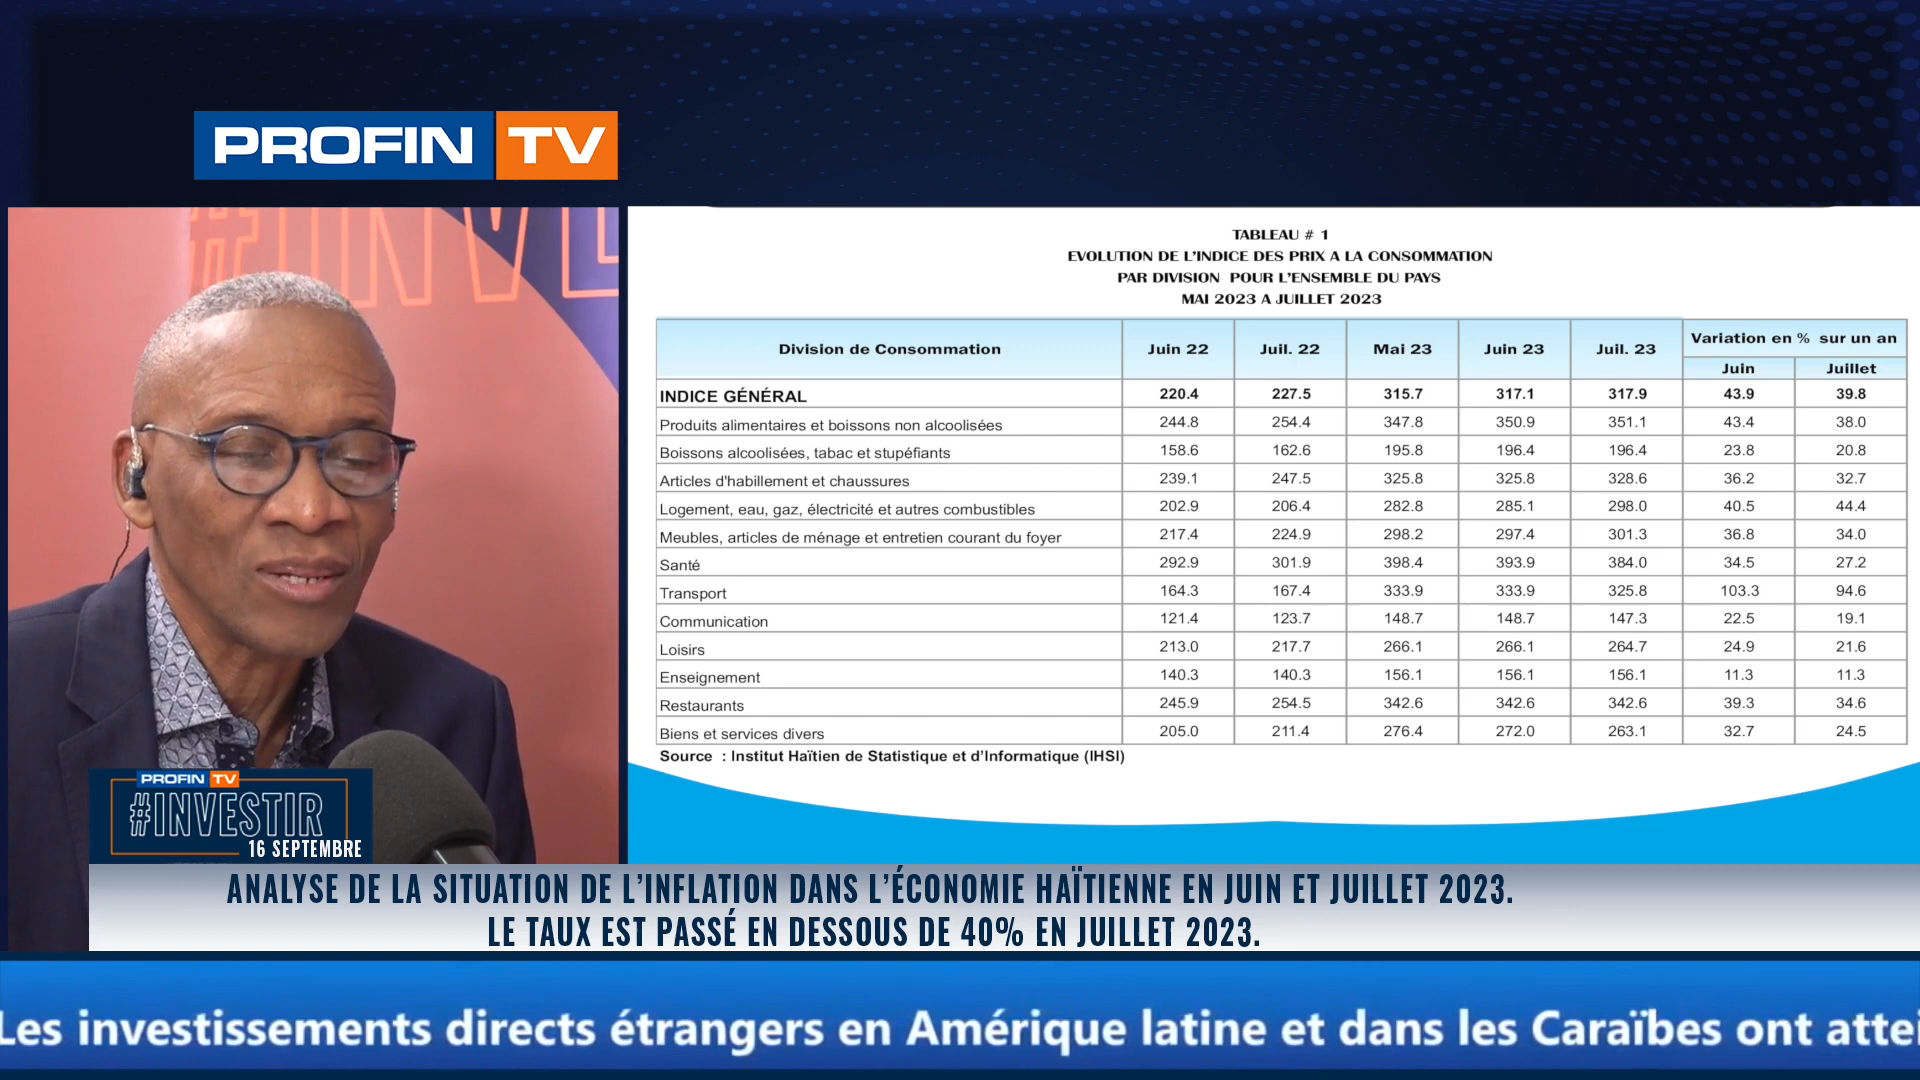 PROFIN TV
#INVE
TABLEAU # 1
EVOLUTION DE L'INDICE DES PRIX A LA CONSOMMATION
PAR DIVISION POUR L'ENSEMBLE DU PAYS
MAI 2023 A JUILLET 2023
Division de Consommation Juin 22 Juil. 22 Mai 23 Juin 23 Juil. 23 Variation en % sur un an
Juin Juillet
INDICE GÉNÉRAL 220.4 227.5 315.7 317.1 317.9 43.9 39.8
Produits alimentaires et boissons non alcoolisées 244.8 254.4 347.8 350.9 351.1 43.4 38.0
Boissons alcoolisées, tabac et stupéfiants 158.6 162.6 195.8 196.4 196.4 23.8 20.8
Articles d'habillement et chaussures 239.1 247.5 325.8 325.8 328.6 36.2 32.7
Logement, eau, gaz, électricité et autres combustibles 202.9 206.4 282.8 285.1 298.0 40.5 44.4
Meubles, articles de ménage et entretien courant du foyer 217.4 224.9 298.2 297.4 301.3 36.8 34.0
Santé 292.9 301.9 398.4 393.9 384.0 34.5 27.2
Transport 164.3 167.4 333.9 333.9 325.8 103.3 94.6
Communication 121.4 123.7 148.7 148.7 147.3 22.5 19.1
Loisirs 213.0 217.7 266.1 266.1 264.7 24.9 21.6
Enseignement 140.3 140.3 156.1 156.1 156.1 11.3 11.3
Restaurants 245.9 254.5 342.6 342.6 342.6 39.3 34.6
Biens et services divers 205.0 211.4 276.4 272.0 263.1 32.7 24.5
Source : Institut Haïtien de Statistique et d'Informatique (IHSI)
PROFIN TV
#INVESTIR
16 SEPTEMBRE
ANALYSE DE LA SITUATION DE L'INFLATION DANS L'ÉCONOMIE HAÏTIENNE EN JUIN ET JUILLET 2023.
LE TAUX EST PASSÉ EN DESSOUS DE 40% EN JUILLET 2023.
Les investissements directs étrangers en Amérique latine et dans les Caraïbes ont attei